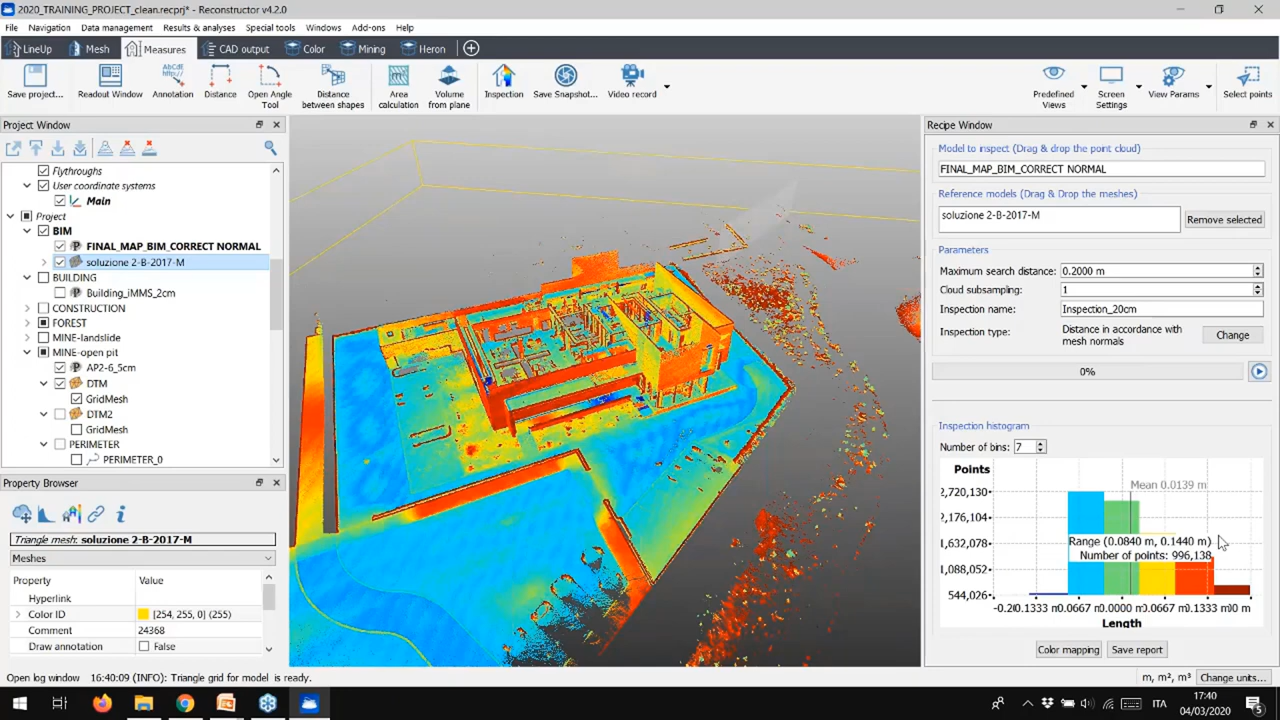 2020_TRAINING_PROJECT_clean.recprj* - Reconstructor v4.2.0
File Navigation Data management Results & analyses Special tools Windows Add-ons Help
LineUp Mesh Measures CAD output Color Mining Heron
AbCdE
http://
Save project... Readout Window Annotation Distance Open Angle Tool Distance between shapes Area calculation Volume from plane Inspection Save Snapshot... Video record Predefined Views Screen Settings View Params Select points
Project Window
Flythroughs
User coordinate systems
Main
Project
BIM
FINAL_MAP_BIM_CORRECT NORMAL
soluzione 2-B-2017-M
BUILDING
Building_iMMS_2cm
CONSTRUCTION
FOREST
MINE-landslide
MINE-open pit
AP2-6_5cm
DTM
GridMesh
DTM2
GridMesh
PERIMETER
PERIMETER_0
Property Browser
Triangle mesh: soluzione 2-B-2017-M
Meshes
Property Value
Hyperlink
Color ID [254, 255, 0] (255)
Comment 24368
Draw annotation False
Recipe Window
Model to inspect (Drag & drop the point cloud)
FINAL_MAP_BIM_CORRECT NORMAL
Reference models (Drag & Drop the meshes)
soluzione 2-B-2017-M
Remove selected
Parameters
Maximum search distance: 0.2000 m
Cloud subsampling: 1
Inspection name: Inspection_20cm
Inspection type: Distance in accordance with mesh normals Change
0%
Inspection histogram
Number of bins: 7
Points
Mean 0.0139 m
2,720,130
2,176,104
1,632,078
1,088,052
544,026
Range (0.0840 m, 0.1440 m)
Number of points: 996,138
-0.20 0.1333 m 0.0667 m 0.0000 m 0.0667 m 0.1333 m 00 m
Length
Color mapping Save report
Open log window 16:40:09 (INFO): Triangle grid for model is ready.
m, m², m³ Change units...
ITA
17:40
04/03/2020
5